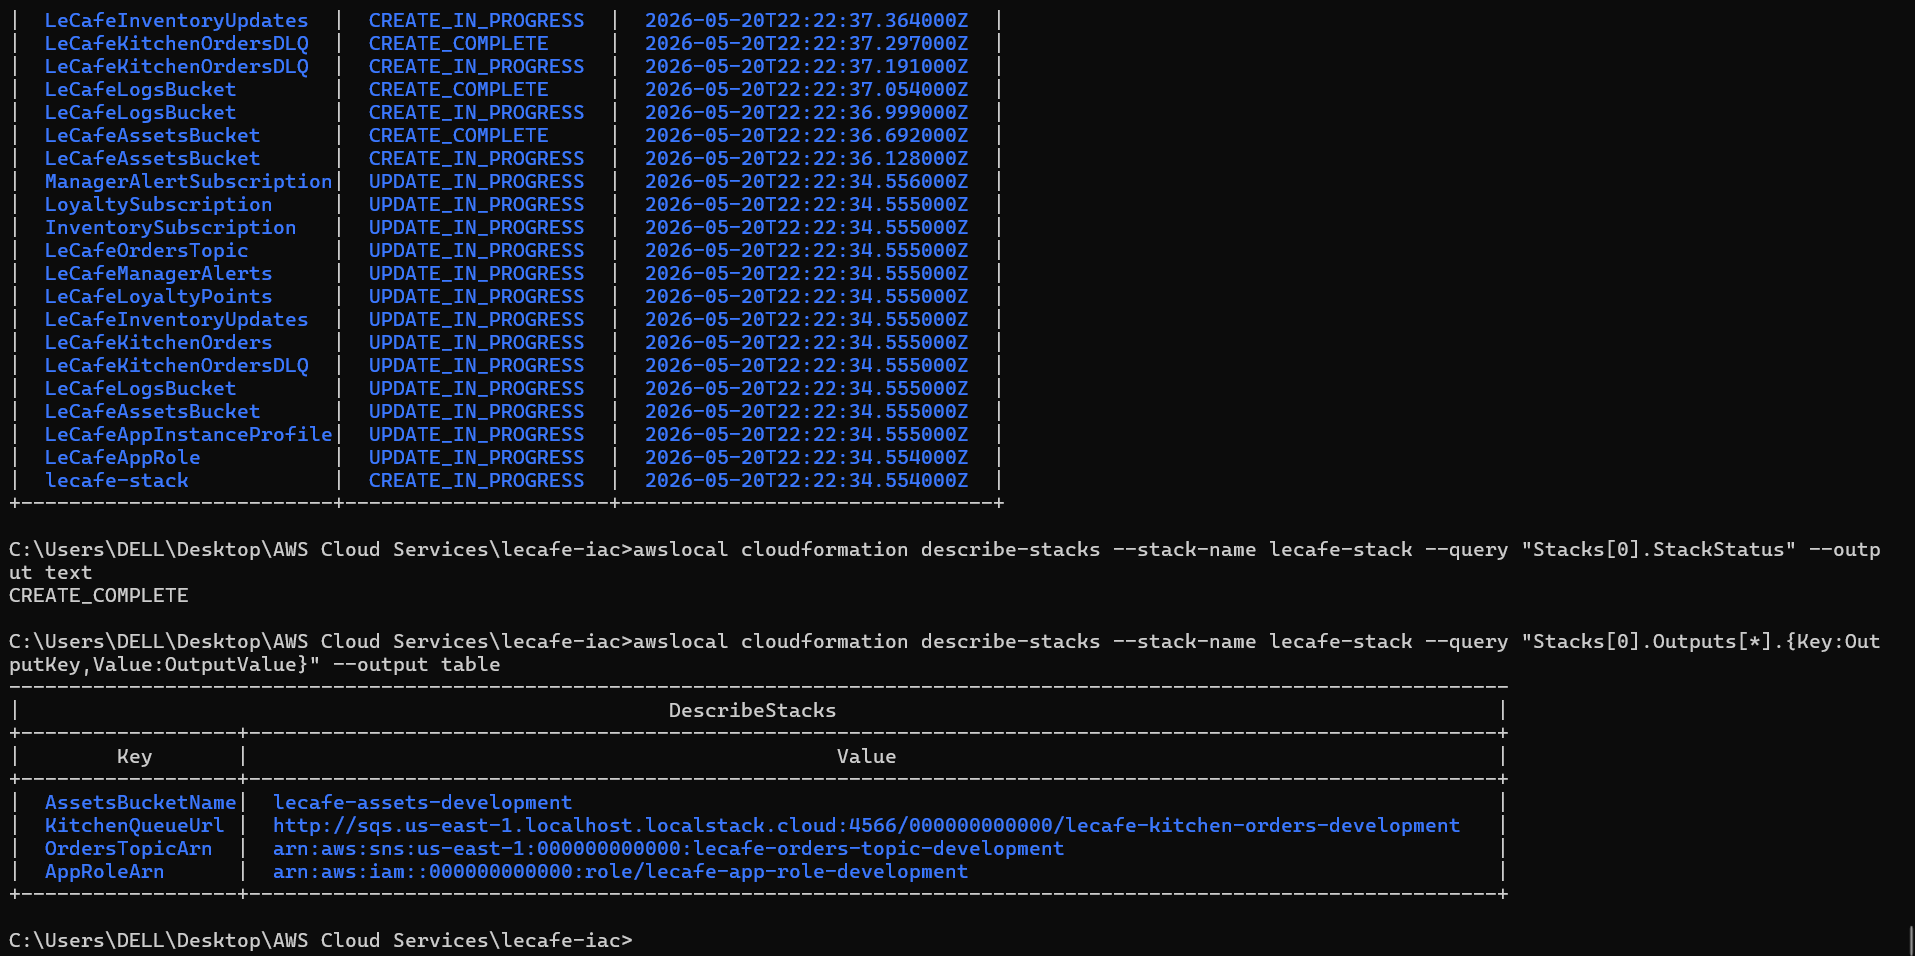 |  LeCafeInventoryUpdates  |  CREATE_IN_PROGRESS  |  2026-05-20T22:22:37.364000Z  |
|  LeCafeKitchenOrdersDLQ  |  CREATE_COMPLETE     |  2026-05-20T22:22:37.297000Z  |
|  LeCafeKitchenOrdersDLQ  |  CREATE_IN_PROGRESS  |  2026-05-20T22:22:37.191000Z  |
|  LeCafeLogsBucket        |  CREATE_COMPLETE     |  2026-05-20T22:22:37.054000Z  |
|  LeCafeLogsBucket        |  CREATE_IN_PROGRESS  |  2026-05-20T22:22:36.999000Z  |
|  LeCafeAssetsBucket      |  CREATE_COMPLETE     |  2026-05-20T22:22:36.692000Z  |
|  LeCafeAssetsBucket      |  CREATE_IN_PROGRESS  |  2026-05-20T22:22:36.128000Z  |
|  ManagerAlertSubscription|  UPDATE_IN_PROGRESS  |  2026-05-20T22:22:34.556000Z  |
|  LoyaltySubscription     |  UPDATE_IN_PROGRESS  |  2026-05-20T22:22:34.555000Z  |
|  InventorySubscription   |  UPDATE_IN_PROGRESS  |  2026-05-20T22:22:34.555000Z  |
|  LeCafeOrdersTopic       |  UPDATE_IN_PROGRESS  |  2026-05-20T22:22:34.555000Z  |
|  LeCafeManagerAlerts     |  UPDATE_IN_PROGRESS  |  2026-05-20T22:22:34.555000Z  |
|  LeCafeLoyaltyPoints     |  UPDATE_IN_PROGRESS  |  2026-05-20T22:22:34.555000Z  |
|  LeCafeInventoryUpdates  |  UPDATE_IN_PROGRESS  |  2026-05-20T22:22:34.555000Z  |
|  LeCafeKitchenOrders     |  UPDATE_IN_PROGRESS  |  2026-05-20T22:22:34.555000Z  |
|  LeCafeKitchenOrdersDLQ  |  UPDATE_IN_PROGRESS  |  2026-05-20T22:22:34.555000Z  |
|  LeCafeLogsBucket        |  UPDATE_IN_PROGRESS  |  2026-05-20T22:22:34.555000Z  |
|  LeCafeAssetsBucket      |  UPDATE_IN_PROGRESS  |  2026-05-20T22:22:34.555000Z  |
|  LeCafeAppInstanceProfile|  UPDATE_IN_PROGRESS  |  2026-05-20T22:22:34.555000Z  |
|  LeCafeAppRole           |  UPDATE_IN_PROGRESS  |  2026-05-20T22:22:34.554000Z  |
|  lecafe-stack            |  CREATE_IN_PROGRESS  |  2026-05-20T22:22:34.554000Z  |
C:\Users\DELL\Desktop\AWS Cloud Services\lecafe-iac>awslocal cloudformation describe-stacks --stack-name lecafe-stack --query "Stacks[0].StackStatus" --outp
ut text
CREATE_COMPLETE
C:\Users\DELL\Desktop\AWS Cloud Services\lecafe-iac>awslocal cloudformation describe-stacks --stack-name lecafe-stack --query "Stacks[0].Outputs[*].{Key:Out
putKey,Value:OutputValue}" --output table
|  DescribeStacks  |
|  Key  |  Value  |
|  AssetsBucketName|  lecafe-assets-development  |
|  KitchenQueueUrl |  http://sqs.us-east-1.localhost.localstack.cloud:4566/000000000000/lecafe-kitchen-orders-development  |
|  OrdersTopicArn  |  arn:aws:sns:us-east-1:000000000000:lecafe-orders-topic-development  |
|  AppRoleArn      |  arn:aws:iam::000000000000:role/lecafe-app-role-development  |
C:\Users\DELL\Desktop\AWS Cloud Services\lecafe-iac>